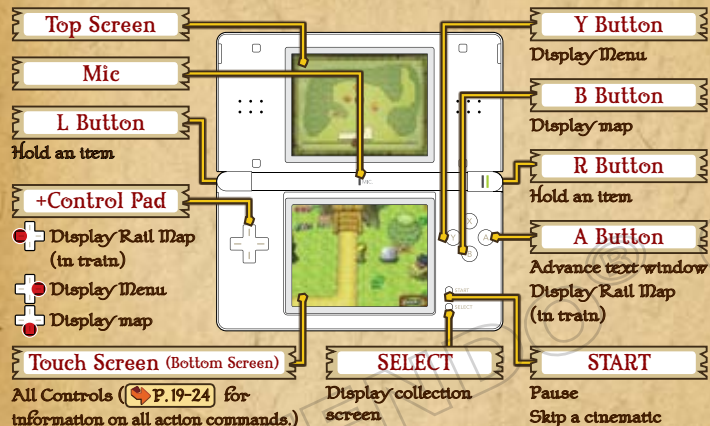 Top Screen
Mic
L Button
Hold an item
+Control Pad
Display Rail Map
(in train)
Display Menu
Display map
Touch Screen (Bottom Screen)
All Controls ( P.19-24 for
information on all action commands.)
MIC
X
Y
A
B
START
SELECT
SELECT
Display collection
screen
Y Button
Display Menu
B Button
Display map
R Button
Hold an item
A Button
Advance text window
Display Rail Map
(in train)
START
Pause
Skip a cinematic